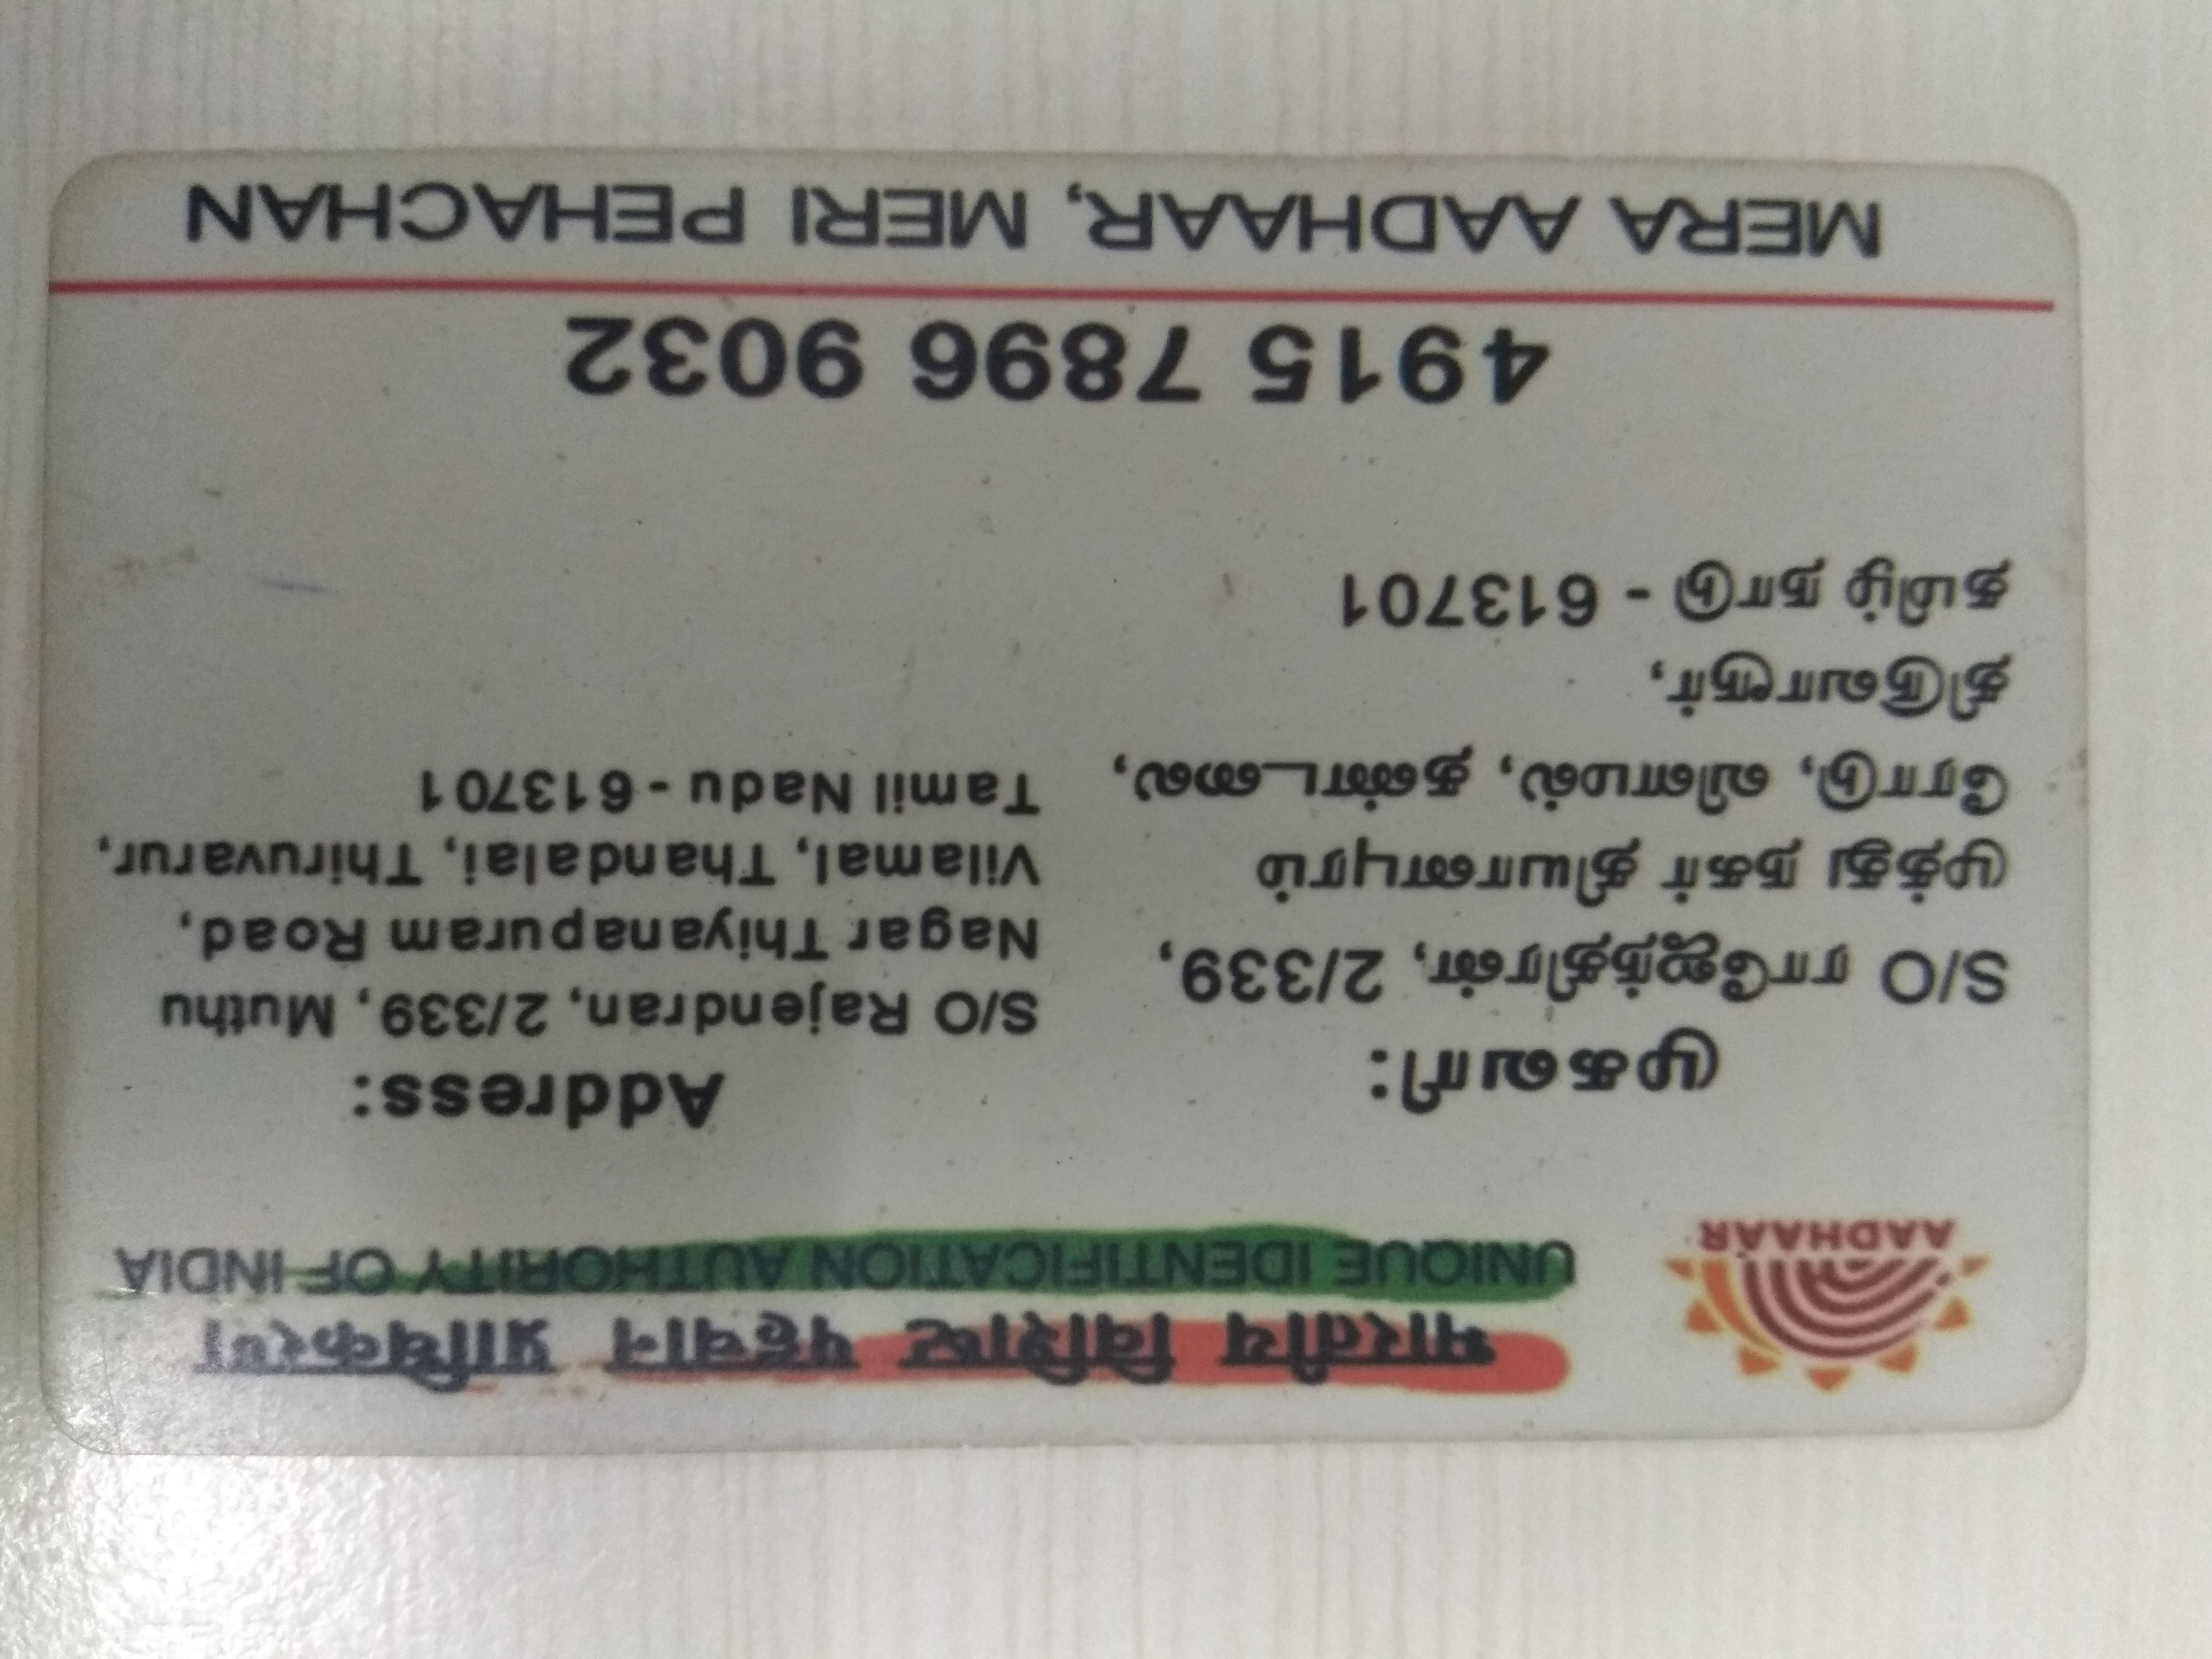 भारतीय विशिष्ट पहचान प्राधिकरण
UNIQUE IDENTIFICATION AUTHORITY OF INDIA
AADHAAR
முகவரி:
S/O ராஜேந்திரன், 2/339,
முத்து நகர் தியானபுரம்
ரோடு, விளமல், தண்டலை,
திருவாரூர்,
தமிழ் நாடு - 613701
Address:
S/O Rajendran, 2/339, Muthu
Nagar Thiyanapuram Road,
Vilamal, Thandalai, Thiruvarur,
Tamil Nadu - 613701
4915 7896 9032
MERA AADHAAR, MERI PEHACHAN